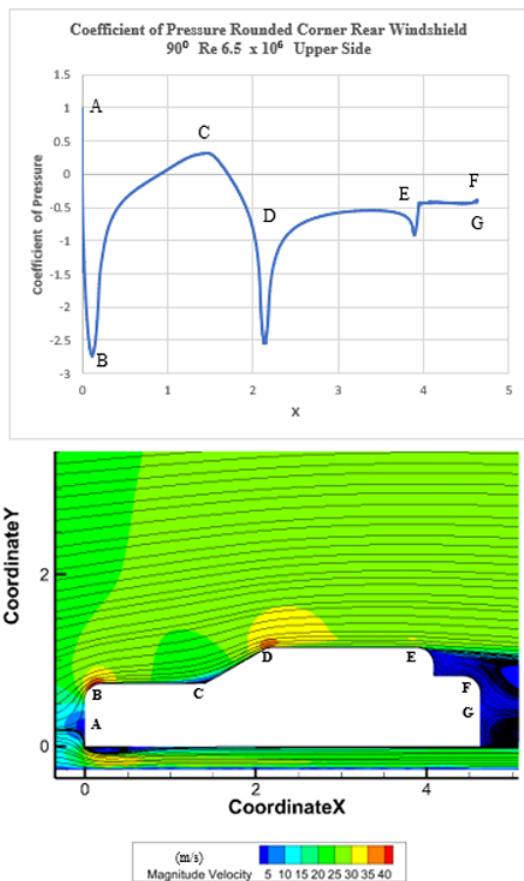 Coefficient of Pressure Rounded Corner Rear Windshield
90⁰ Re 6.5 x 10⁶ Upper Side
Coefficient of Pressure
1.5
1
0.5
0
-0.5
-1
-1.5
-2
-2.5
-3
A
B
C
D
E
F
G
0 1 2 3 4 5
X
CoordinateY
2
0
B
A
C
D
E
F
G
0 2 4
CoordinateX
(m/s)
Magnitude Velocity 5 10 15 20 25 30 35 40